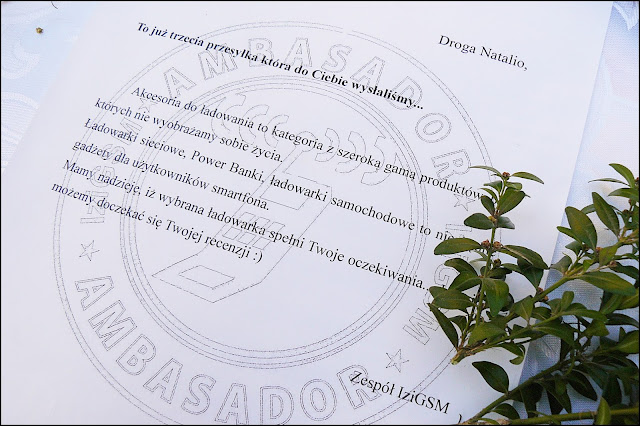 Droga Natalio,
To już trzecia przesyłka która do Ciebie wysłaliśmy...
Akcesoria do ładowania to kategoria z szeroką gamą produktów
których nie wyobrażamy sobie życia.
Ładowarki sieciowe, Power Banki, ładowarki samochodowe to ni
gadżety dla użytkowników smartfona.
Mamy nadzieję, iż wybrana ładowarka spełni Twoje oczekiwania..
możemy doczekać się Twojej recenzji :)
Zespół IziGSM
AMBASADOR
IZIGSM
AMBASADOR